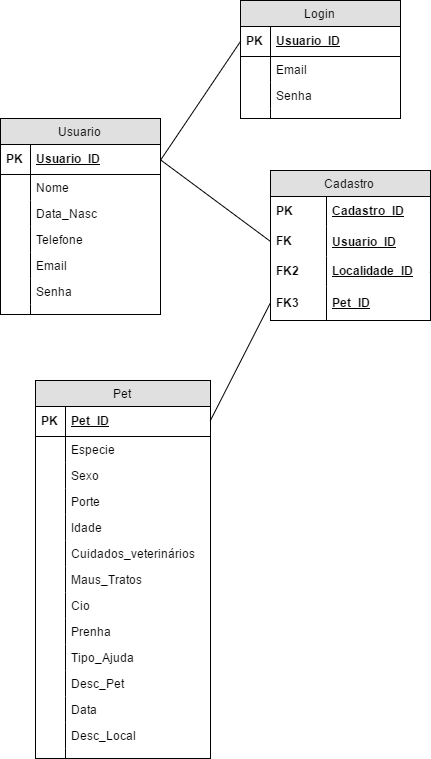 Login
PK Usuario_ID
Email
Senha
Usuario
PK Usuario_ID
Nome
Data_Nasc
Telefone
Email
Senha
Cadastro
PK Cadastro_ID
FK Usuario_ID
FK2 Localidade_ID
FK3 Pet_ID
Pet
PK Pet_ID
Especie
Sexo
Porte
Idade
Cuidados_veterinários
Maus_Tratos
Cio
Prenha
Tipo_Ajuda
Desc_Pet
Data
Desc_Local